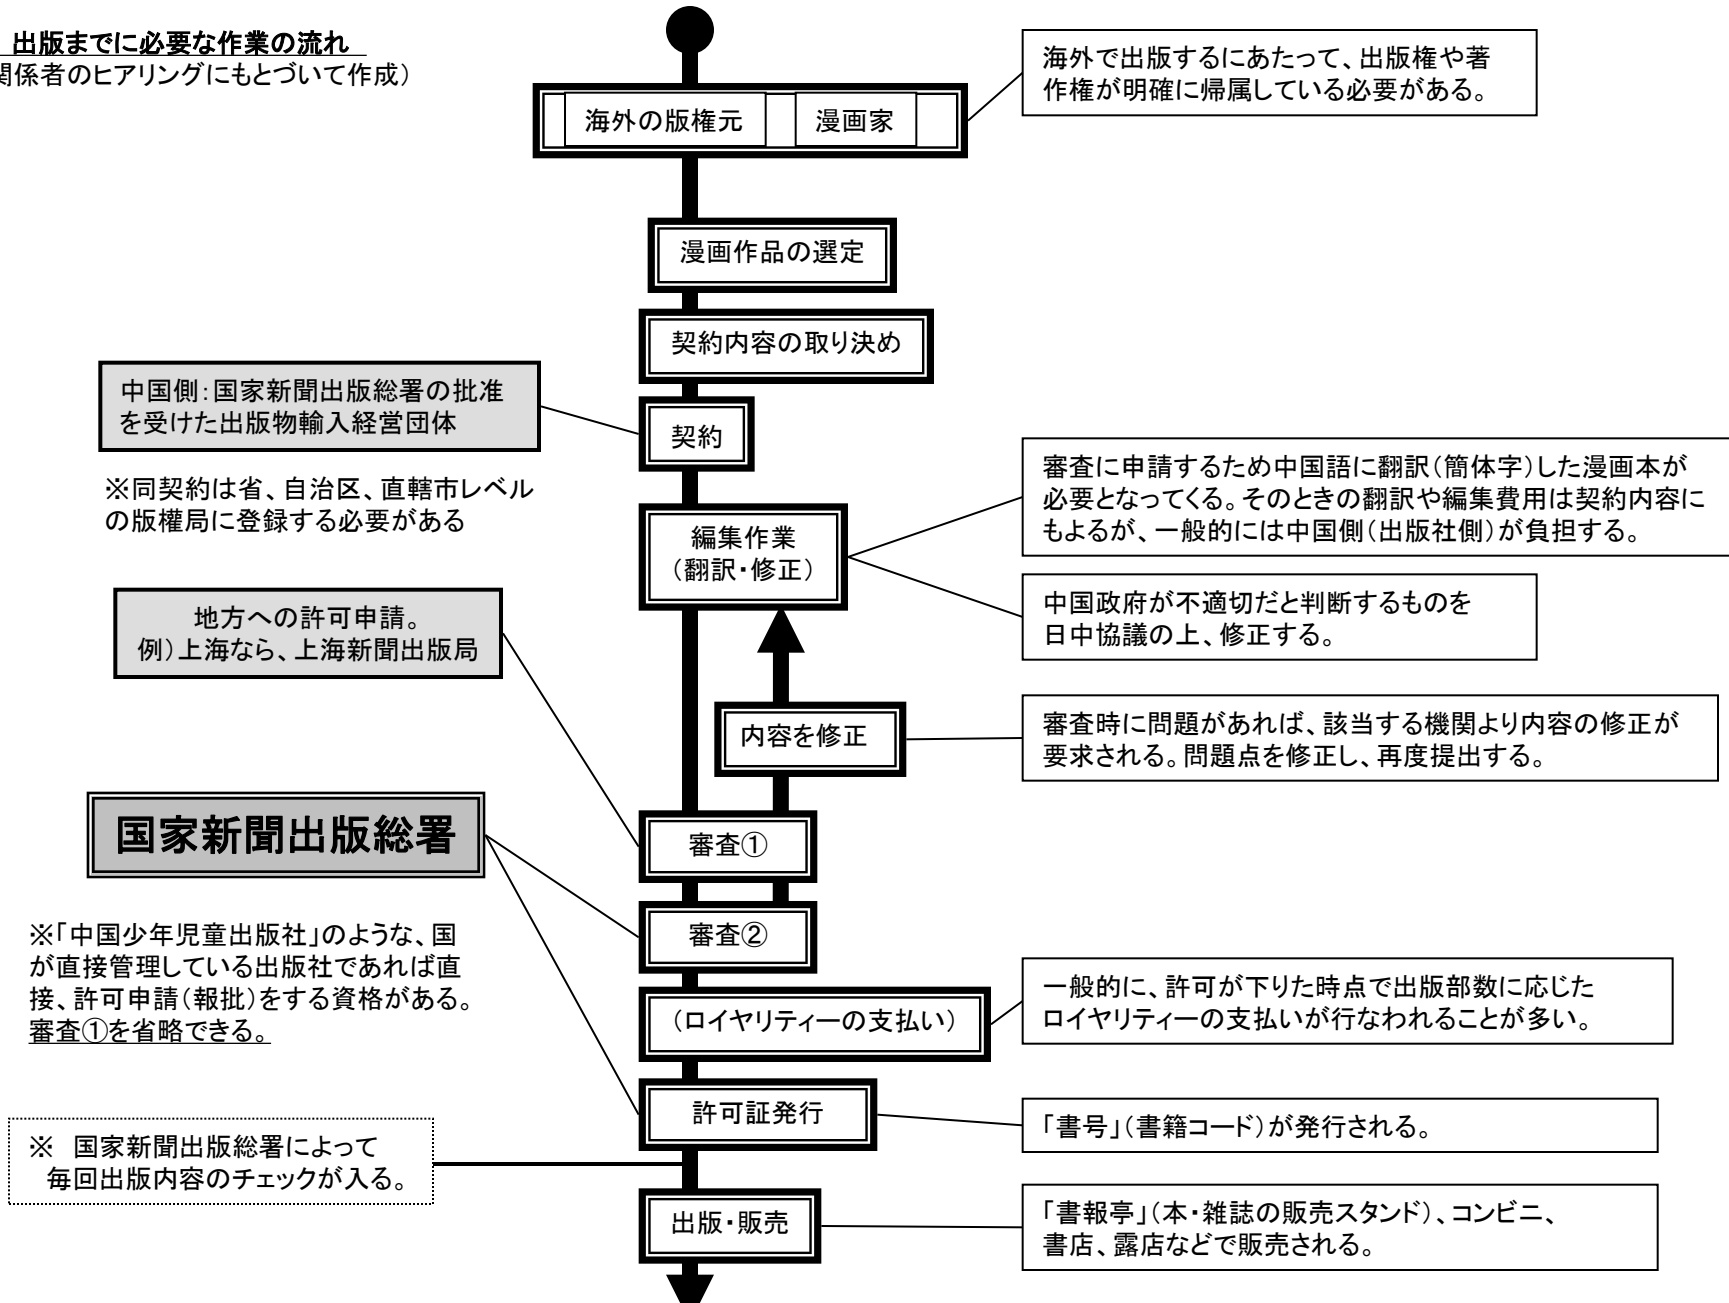 出版までに必要な作業の流れ
関係者のヒアリングにもとづいて作成）
海外の版権元
漫画家
海外で出版するにあたって、出版権や著
作権が明確に帰属している必要がある。
漫画作品の選定
契約内容の取り決め
中国側：国家新聞出版総署の批准
を受けた出版物輸入経営団体
契約
※同契約は省、自治区、直轄市レベル
の版權局に登録する必要がある
審査に申請するため中国語に翻訳（簡体字）した漫画本が
必要となってくる。そのときの翻訳や編集費用は契約内容に
もよるが、一般的には中国側（出版社側）が負担する。
編集作業
（翻訳・修正）
中国政府が不適切だと判断するものを
日中協議の上、修正する。
地方への許可申請。
例）上海なら、上海新聞出版局
内容を修正
審査時に問題があれば、該当する機関より内容の修正が
要求される。問題点を修正し、再度提出する。
国家新聞出版総署
審査①
審査②
※「中国少年児童出版社」のような、国
が直接管理している出版社であれば直
接、許可申請（報批）をする資格がある。
審査①を省略できる。
（ロイヤリティーの支払い）
一般的に、許可が下りた時点で出版部数に応じた
ロイヤリティーの支払いが行なわれることが多い。
許可証発行
「書号」（書籍コード）が発行される。
※　国家新聞出版総署によって
毎回出版内容のチェックが入る。
出版・販売
「書報亭」（本・雑誌の販売スタンド）、コンビニ、
書店、露店などで販売される。